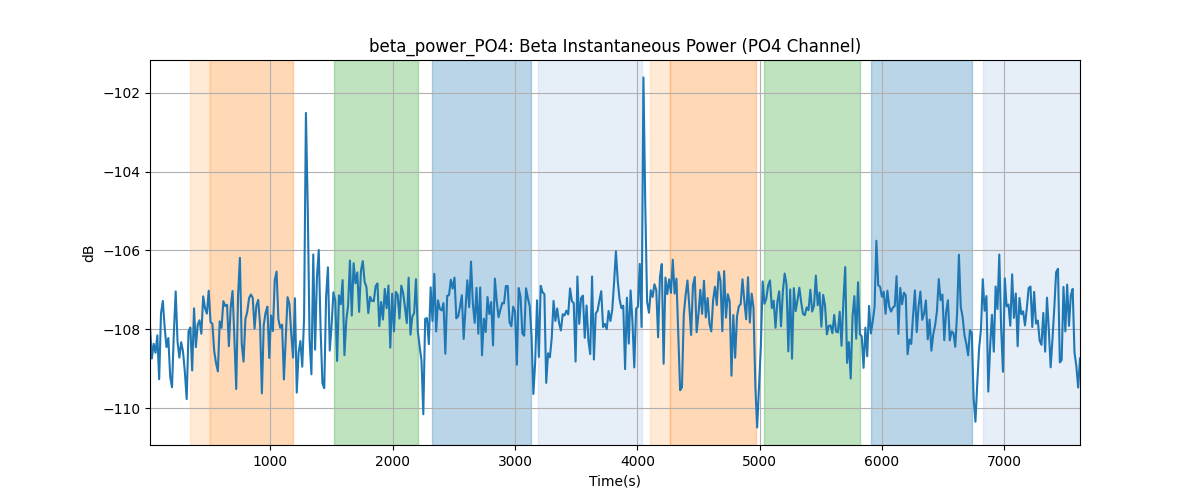 beta_power_PO4: Beta Instantaneous Power (PO4 Channel)
−102
−104
−106
−108
−110
dB
1000 2000 3000 4000 5000 6000 7000
Time(s)